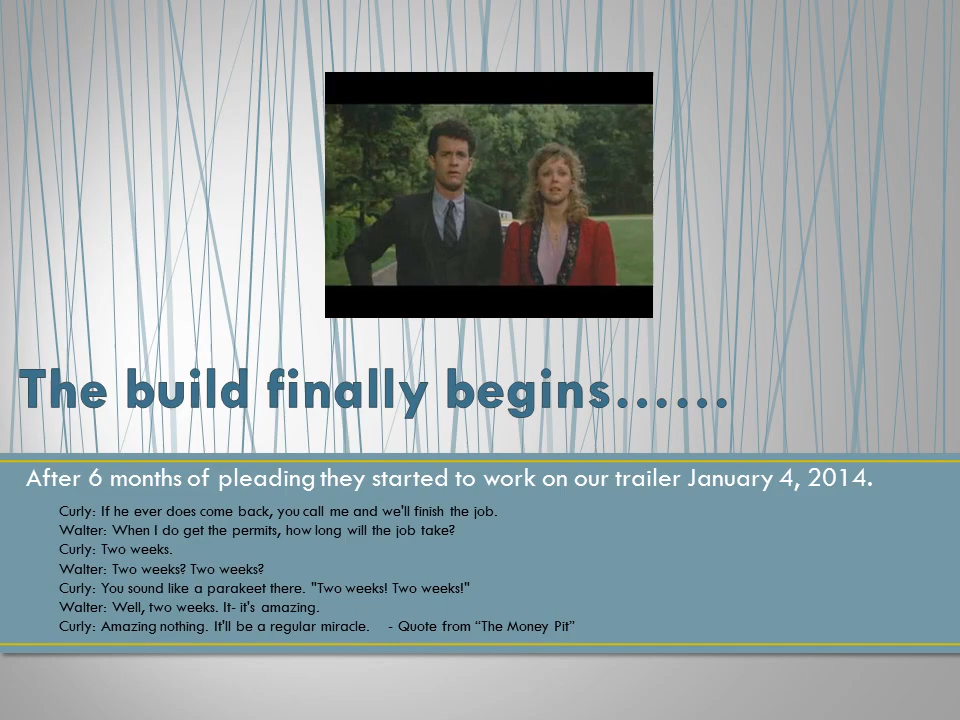 The build finally begins……
After 6 months of pleading they started to work on our trailer January 4, 2014.
Curly: If he ever does come back, you call me and we'll finish the job.
Walter: When I do get the permits, how long will the job take?
Curly: Two weeks.
Walter: Two weeks? Two weeks?
Curly: You sound like a parakeet there. "Two weeks! Two weeks!"
Walter: Well, two weeks. It- it's amazing.
Curly: Amazing nothing. It'll be a regular miracle. - Quote from “The Money Pit”